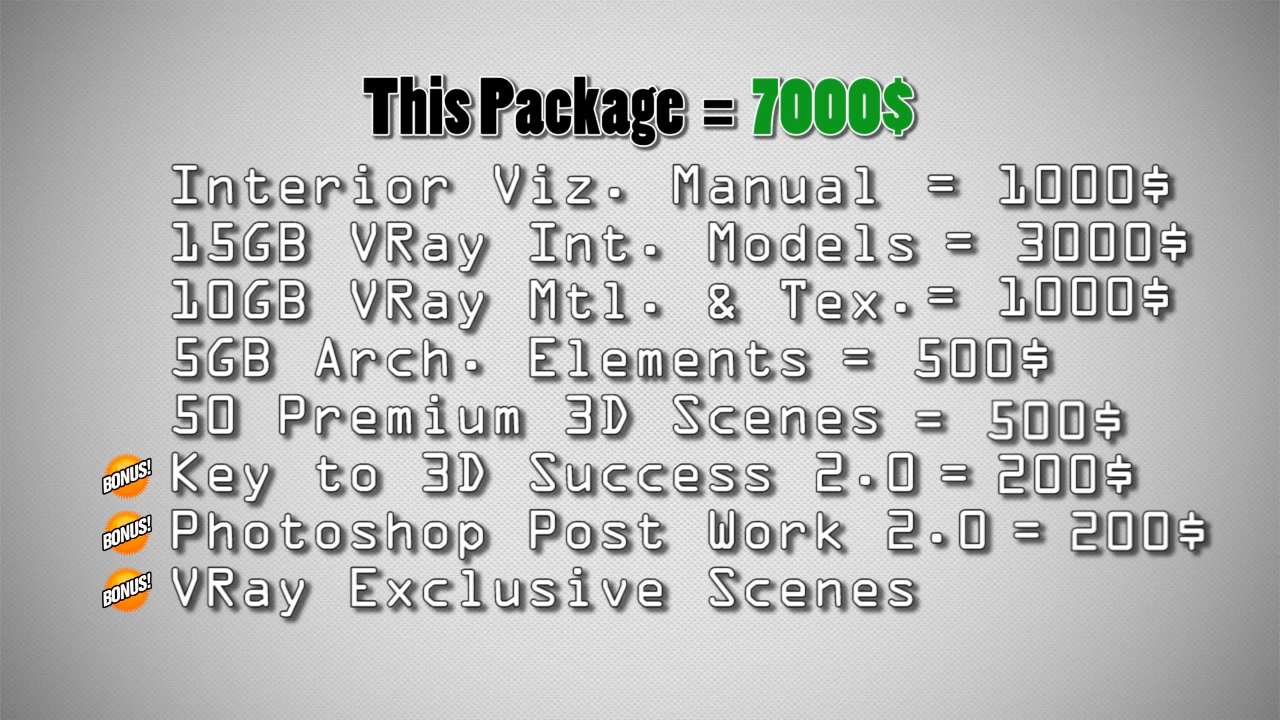 This Package = 7000$
Interior Viz. Manual = 1000$
15GB VRay Int. Models = 3000$
10GB VRay Mtl. & Tex. = 1000$
5GB Arch. Elements = 500$
50 Premium 3D Scenes = 500$
BONUS! Key to 3D Success 2.0 = 200$
BONUS! Photoshop Post Work 2.0 = 200$
BONUS! VRay Exclusive Scenes